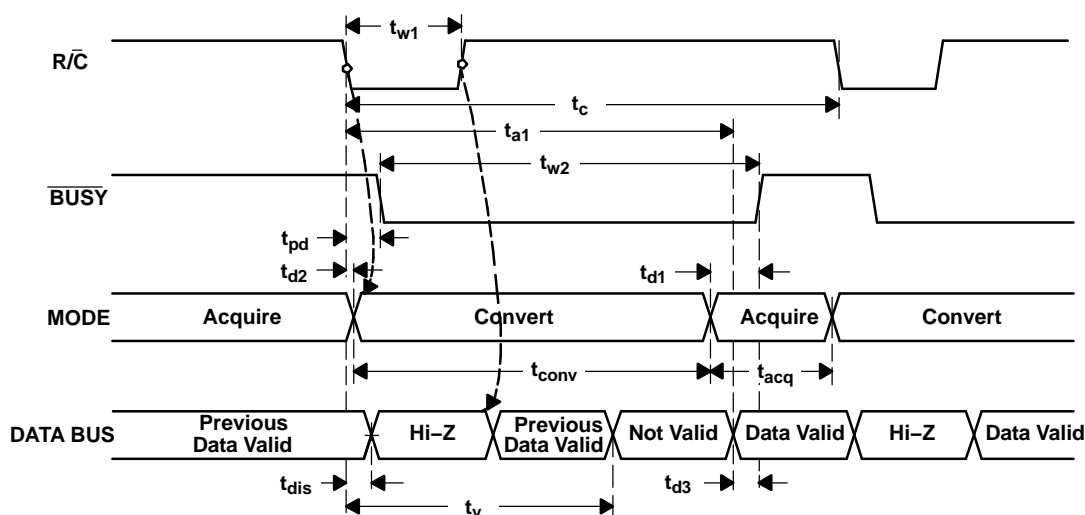 t_w1
R/C̅
t_c
t_a1
t_w2
B̅U̅S̅Y̅
t_pd
t_d2
t_d1
MODE
Acquire
Convert
Acquire
Convert
t_conv
t_acq
DATA BUS
Previous
Data Valid
Hi–Z
Previous
Data Valid
Not Valid
Data Valid
Hi–Z
Data Valid
t_dis
t_v
t_d3